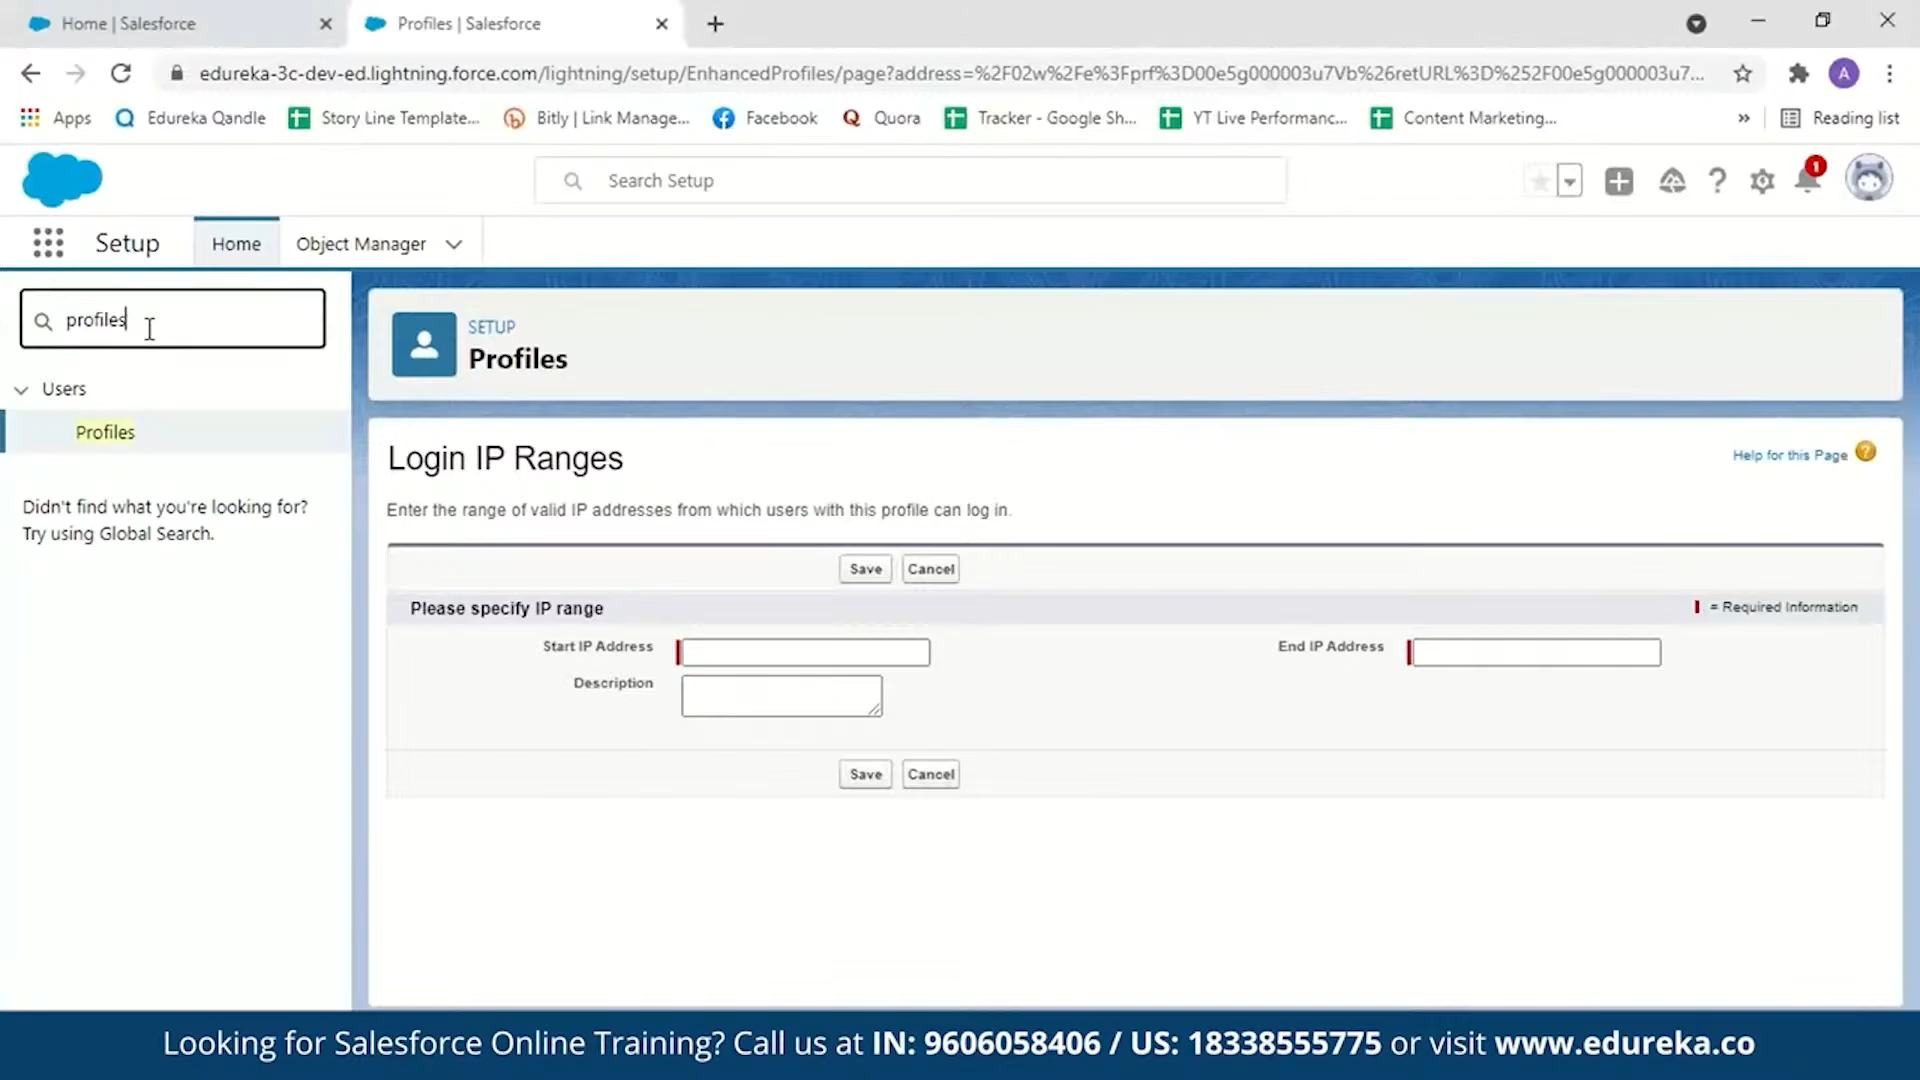 Home | Salesforce
Profiles | Salesforce
edureka-3c-dev-ed.lightning.force.com/lightning/setup/EnhancedProfiles/page?address=%2F02w%2Fe%3Fprf%3D00e5g000003u7Vb%26retURL%3D%252F00e5g000003u7...
A
Apps
Edureka Qandle
Story Line Template...
Bitly | Link Manage...
Facebook
Quora
Tracker - Google Sh...
YT Live Performanc...
Content Marketing...
»
Reading list
Search Setup
1
Setup
Home
Object Manager
profiles
Users
Profiles
Didn't find what you're looking for?
Try using Global Search.
SETUP
Profiles
Login IP Ranges
Help for this Page ?
Enter the range of valid IP addresses from which users with this profile can log in.
Save Cancel
Please specify IP range
= Required Information
Start IP Address
End IP Address
Description
Save Cancel
Looking for Salesforce Online Training? Call us at IN: 9606058406 / US: 18338555775 or visit www.edureka.co